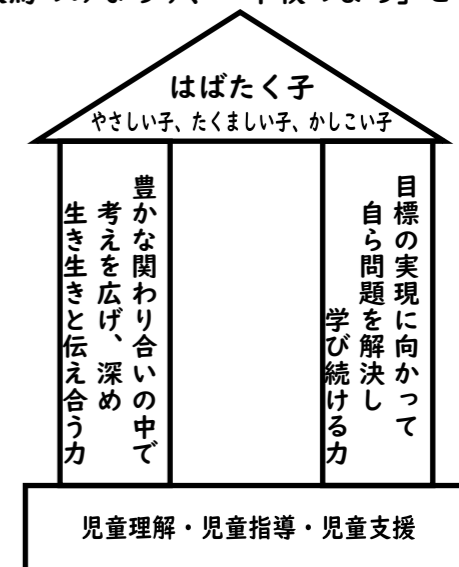 はばたく子
やさしい子、たくましい子、かしこい子
目標の実現に向かって
自ら問題を解決し
学び続ける力
豊かな関わり合いの中で
考えを広げ、深め
生き生きと伝え合う力
児童理解・児童指導・児童支援